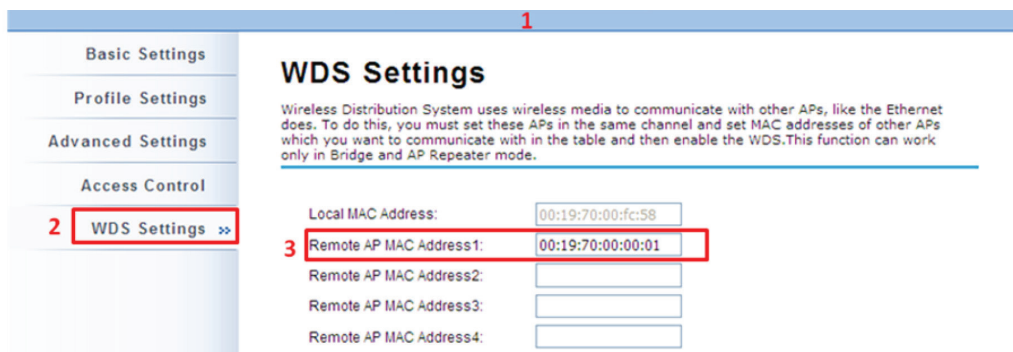 1
Basic Settings
Profile Settings
Advanced Settings
Access Control
2 WDS Settings »
WDS Settings
Wireless Distribution System uses wireless media to communicate with other APs, like the Ethernet
does. To do this, you must set these APs in the same channel and set MAC addresses of other APs
which you want to communicate with in the table and then enable the WDS.This function can work
only in Bridge and AP Repeater mode.
Local MAC Address: 00:19:70:00:fc:58
3 Remote AP MAC Address1: 00:19:70:00:00:01
Remote AP MAC Address2:
Remote AP MAC Address3:
Remote AP MAC Address4: